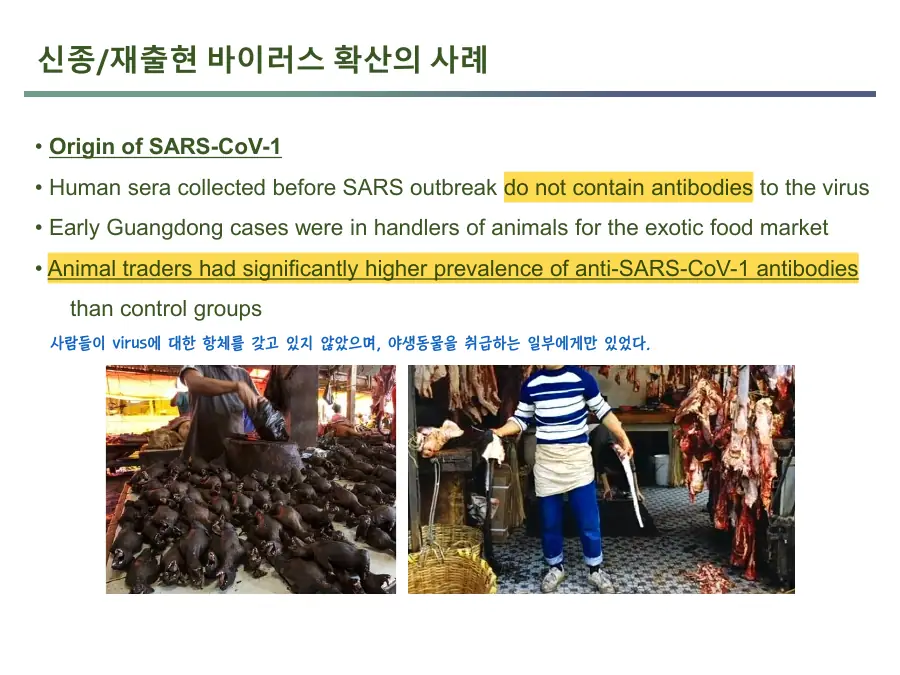 신종/재출현 바이러스 확산의 사례
• Origin of SARS-CoV-1
• Human sera collected before SARS outbreak do not contain antibodies to the virus
• Early Guangdong cases were in handlers of animals for the exotic food market
• Animal traders had significantly higher prevalence of anti-SARS-CoV-1 antibodies
than control groups
사람들이 virus에 대한 항체를 갖고 있지 않았으며, 야생동물을 취급하는 일부에게만 있었다.